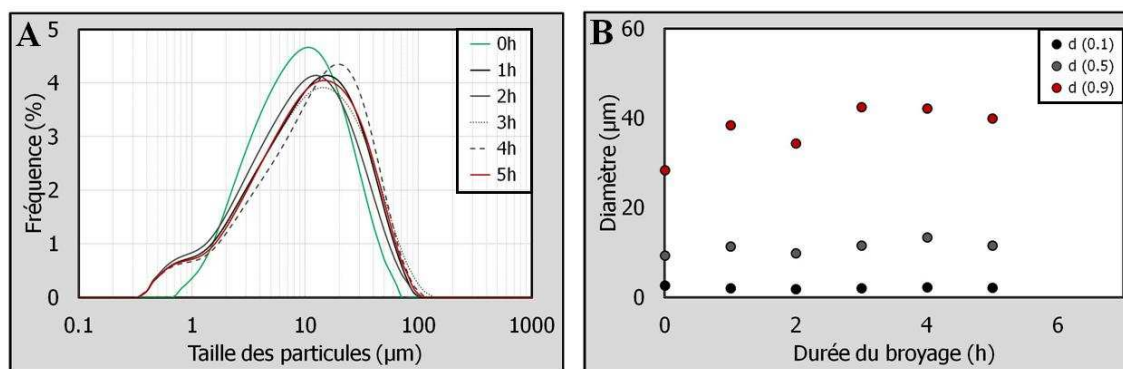 A
5
4
3
2
1
0
Fréquence (%)
0.1
1
10
100
1000
Taille des particules (µm)
0h
1h
2h
3h
4h
5h
B
60
40
20
0
Diamètre (µm)
0
2
4
6
Durée du broyage (h)
d (0.1)
d (0.5)
d (0.9)